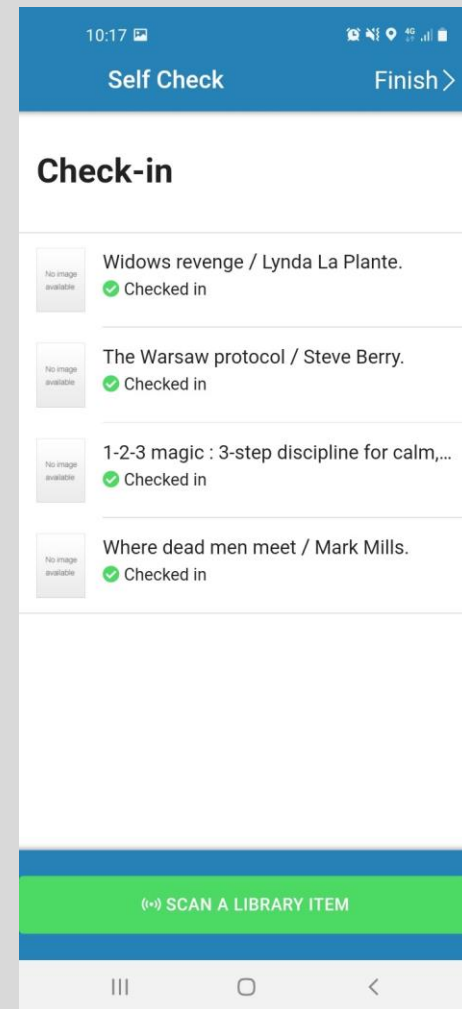 10:17
4G
Self Check
Finish
Check-in
No image
available
Widows revenge / Lynda La Plante.
Checked in
No image
available
The Warsaw protocol / Steve Berry.
Checked in
No image
available
1-2-3 magic : 3-step discipline for calm,...
Checked in
No image
available
Where dead men meet / Mark Mills.
Checked in
SCAN A LIBRARY ITEM